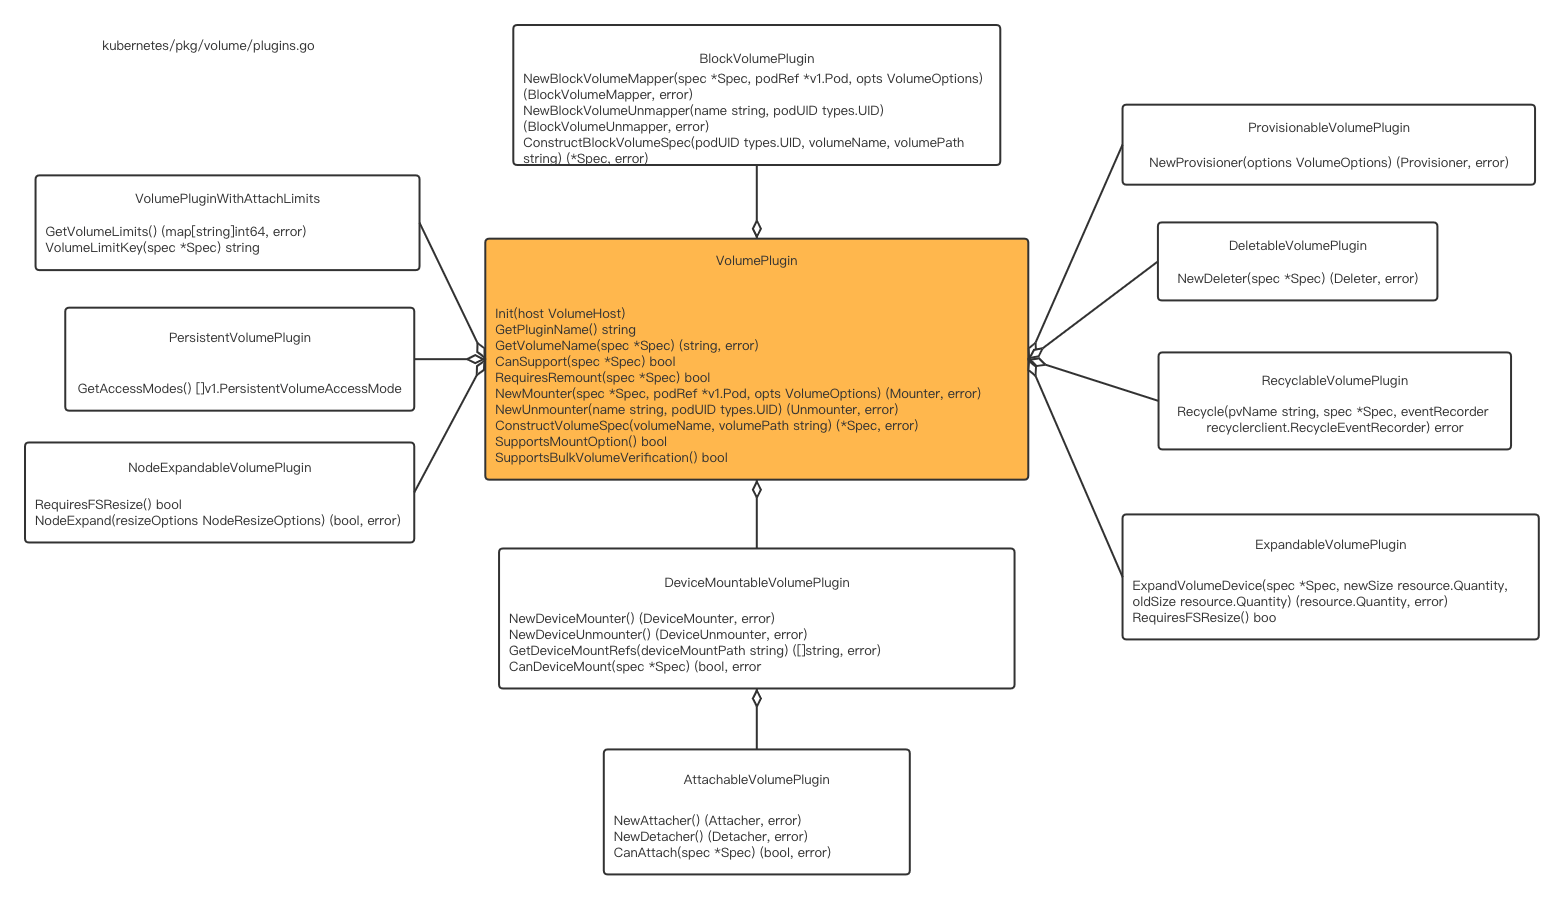 kubernetes/pkg/volume/plugins.go
BlockVolumePlugin
NewBlockVolumeMapper(spec *Spec, podRef *v1.Pod, opts VolumeOptions)
(BlockVolumeMapper, error)
NewBlockVolumeUnmapper(name string, podUID types.UID)
(BlockVolumeUnmapper, error)
ConstructBlockVolumeSpec(podUID types.UID, volumeName, volumePath
string) (*Spec, error)
VolumePluginWithAttachLimits
GetVolumeLimits() (map[string]int64, error)
VolumeLimitKey(spec *Spec) string
PersistentVolumePlugin
GetAccessModes() []v1.PersistentVolumeAccessMode
NodeExpandableVolumePlugin
RequiresFSResize() bool
NodeExpand(resizeOptions NodeResizeOptions) (bool, error)
VolumePlugin
Init(host VolumeHost)
GetPluginName() string
GetVolumeName(spec *Spec) (string, error)
CanSupport(spec *Spec) bool
RequiresRemount(spec *Spec) bool
NewMounter(spec *Spec, podRef *v1.Pod, opts VolumeOptions) (Mounter, error)
NewUnmounter(name string, podUID types.UID) (Unmounter, error)
ConstructVolumeSpec(volumeName, volumePath string) (*Spec, error)
SupportsMountOption() bool
SupportsBulkVolumeVerification() bool
ProvisionableVolumePlugin
NewProvisioner(options VolumeOptions) (Provisioner, error)
DeletableVolumePlugin
NewDeleter(spec *Spec) (Deleter, error)
RecyclableVolumePlugin
Recycle(pvName string, spec *Spec, eventRecorder
recyclerclient.RecycleEventRecorder) error
ExpandableVolumePlugin
ExpandVolumeDevice(spec *Spec, newSize resource.Quantity,
oldSize resource.Quantity) (resource.Quantity, error)
RequiresFSResize() boo
DeviceMountableVolumePlugin
NewDeviceMounter() (DeviceMounter, error)
NewDeviceUnmounter() (DeviceUnmounter, error)
GetDeviceMountRefs(deviceMountPath string) ([]string, error)
CanDeviceMount(spec *Spec) (bool, error
AttachableVolumePlugin
NewAttacher() (Attacher, error)
NewDetacher() (Detacher, error)
CanAttach(spec *Spec) (bool, error)